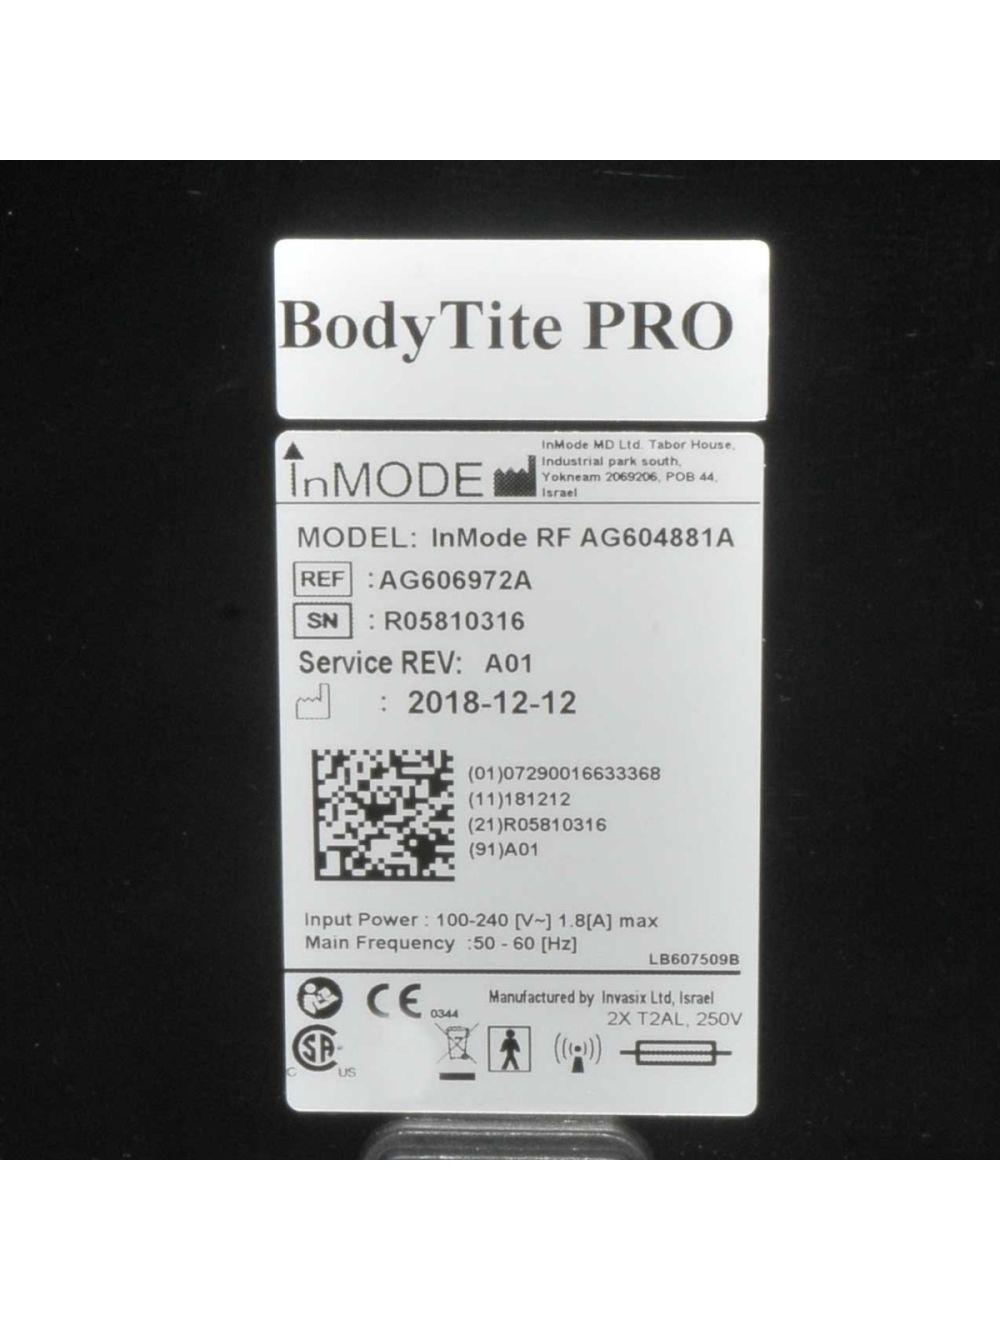 BodyTite PRO
InMODE
InMode MD Ltd. Tabor House,
Industrial park south,
Yokneam 2069206, POB 44,
Israel
MODEL: InMode RF AG604881A
REF :AG606972A
SN : R05810316
Service REV: A01
: 2018-12-12
(01)07290016633368
(11)181212
(21)R05810316
(91)A01
Input Power : 100-240 [V~] 1.8[A] max
Main Frequency :50 - 60 [Hz]
LB607509B
CE 0344
Manufactured by Invasix Ltd, Israel
2X T2AL, 250V
C SA US